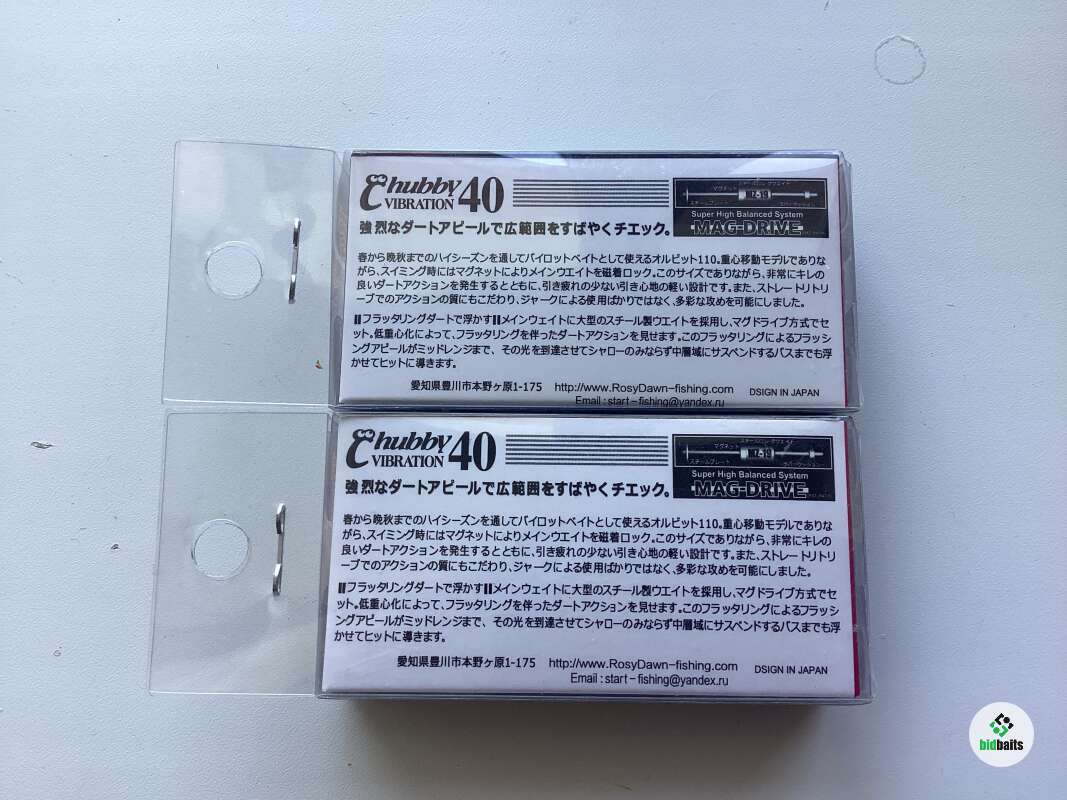 Chubby
VIBRATION 40
マグネット
スチールプレート
WZ-19
Super High Balanced System
MAG-DRIVE
強烈なダートアピールで広範囲をすばやくチエック。
春から晩秋までのハイシーズンを通してパイロットベイトとして使えるオルビット110。重心移動モデルでありな
がら、スイミング時にはマグネットによりメインウエイトを磁着ロック。このサイズでありながら、非常にキレの
良いダートアクションを発生するとともに、引き疲れの少ない引き心地の軽い設計です。また、ストレートリトリ
ーブでのアクションの質にもこだわり、ジャークによる使用ばかりではなく、多彩な攻めを可能にしました。
||フラッタリングダートで浮かす||メインウェイトに大型のスチール製ウエイトを採用し、マグドライブ方式でセ
ット。低重心化によって、フラッタリングを伴ったダートアクションを見せます。このフラッタリングによるフラッシ
ングアピールがミッドレンジまで、その光を到達させてシャローのみならず中層域にサスペンドするバスまでも浮
かせてヒットに導きます。
愛知県豊川市本野ヶ原1-175 http://www.RosyDawn-fishing.com DSIGN IN JAPAN
Email : start-fishing@yandex.ru
Chubby
VIBRATION 40
マグネット
スチールプレート
WZ-19
Super High Balanced System
MAG-DRIVE
強烈なダートアピールで広範囲をすばやくチエック。
春から晩秋までのハイシーズンを通してパイロットベイトとして使えるオルビット110。重心移動モデルでありな
がら、スイミング時にはマグネットによりメインウエイトを磁着ロック。このサイズでありながら、非常にキレの
良いダートアクションを発生するとともに、引き疲れの少ない引き心地の軽い設計です。また、ストレートリトリ
ーブでのアクションの質にもこだわり、ジャークによる使用ばかりではなく、多彩な攻めを可能にしました。
||フラッタリングダートで浮かす||メインウェイトに大型のスチール製ウエイトを採用し、マグドライブ方式でセ
ット。低重心化によって、フラッタリングを伴ったダートアクションを見せます。このフラッタリングによるフラッシ
ングアピールがミッドレンジまで、その光を到達させてシャローのみならず中層域にサスペンドするバスまでも浮
かせてヒットに導きます。
愛知県豊川市本野ヶ原1-175 http://www.RosyDawn-fishing.com DSIGN IN JAPAN
Email : start-fishing@yandex.ru
bidbaits